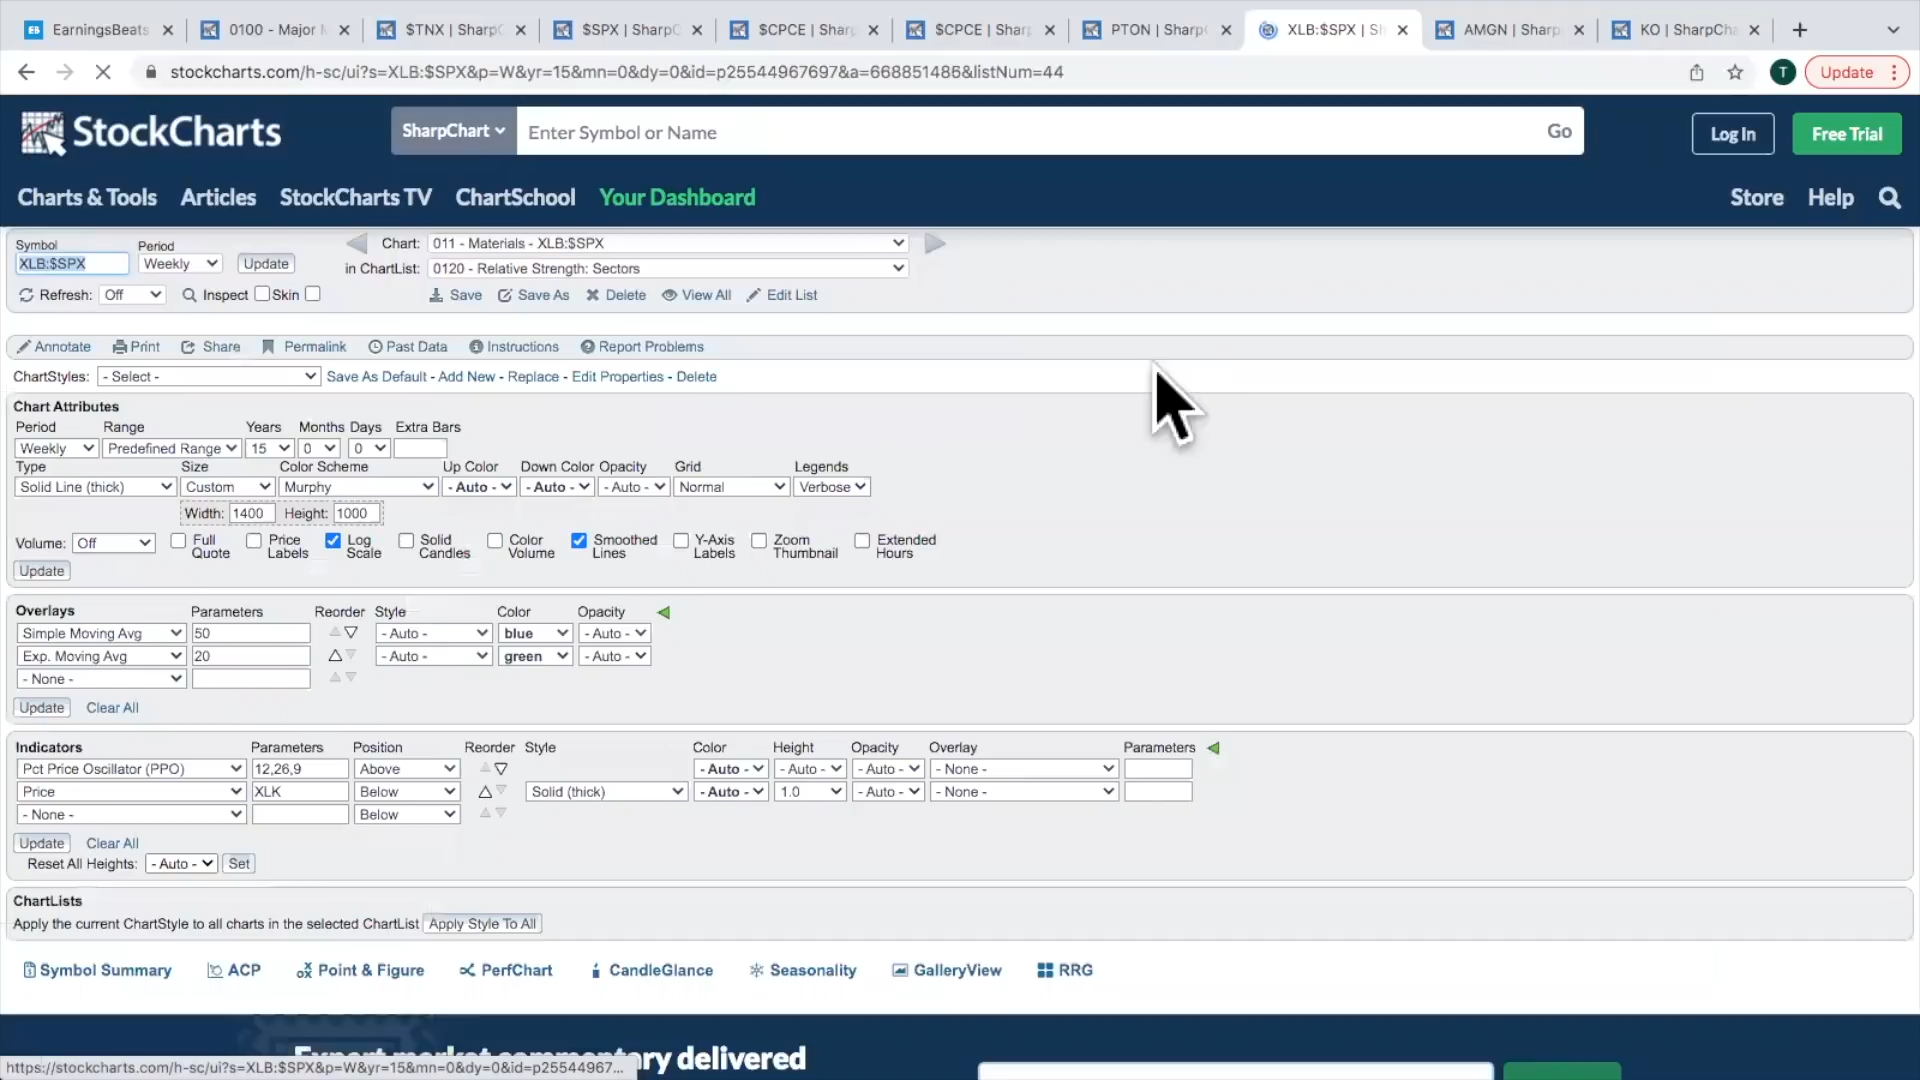 EarningsBeats
0100 - Major
$TNX | SharpC
$SPX | SharpC
$CPCE | Sharp
$CPCE | Sharp
PTON | Sharp
XLB:$SPX | Sh
AMGN | Sharp
KO | SharpCha
stockcharts.com/h-sc/ui?s=XLB:$SPX&p=W&yr=15&mn=0&dy=0&id=p25544967697&a=668851486&listNum=44
T
Update
StockCharts
SharpChart
Enter Symbol or Name
Go
Log In
Free Trial
Charts & Tools Articles StockCharts TV ChartSchool Your Dashboard
Store Help
Symbol Period
XLB:$SPX Weekly Update
Chart: 011 - Materials - XLB:$SPX
in ChartList: 0120 - Relative Strength: Sectors
Refresh: Off Inspect Skin
Save Save As Delete View All Edit List
Annotate Print Share Permalink Past Data Instructions Report Problems
ChartStyles: - Select - Save As Default - Add New - Replace - Edit Properties - Delete
Chart Attributes
Period Range Years Months Days Extra Bars
Weekly Predefined Range 15 0 0
Type Size Color Scheme Up Color Down Color Opacity Grid Legends
Solid Line (thick) Custom Murphy - Auto - - Auto - - Auto - Normal Verbose
Width: 1400 Height: 1000
Volume: Off Full Quote Price Labels Log Scale Solid Candles Color Volume Smoothed Lines Y-Axis Labels Zoom Thumbnail Extended Hours
Update
Overlays Parameters Reorder Style Color Opacity
Simple Moving Avg 50 - Auto - blue - Auto -
Exp. Moving Avg 20 - Auto - green - Auto -
- None -
Update Clear All
Indicators Parameters Position Reorder Style Color Height Opacity Overlay Parameters
Pct Price Oscillator (PPO) 12,26,9 Above - Auto - - Auto - - Auto - - None -
Price XLK Below Solid (thick) - Auto - 1.0 - Auto - - None -
- None - Below
Update Clear All
Reset All Heights: - Auto - Set
ChartLists
Apply the current ChartStyle to all charts in the selected ChartList Apply Style To All
Symbol Summary ACP Point & Figure PerfChart CandleGlance Seasonality GalleryView RRG
Expert market commentary delivered
https://stockcharts.com/h-sc/ui?s=XLB:$SPX&p=W&yr=15&mn=0&dy=0&id=p25544967...